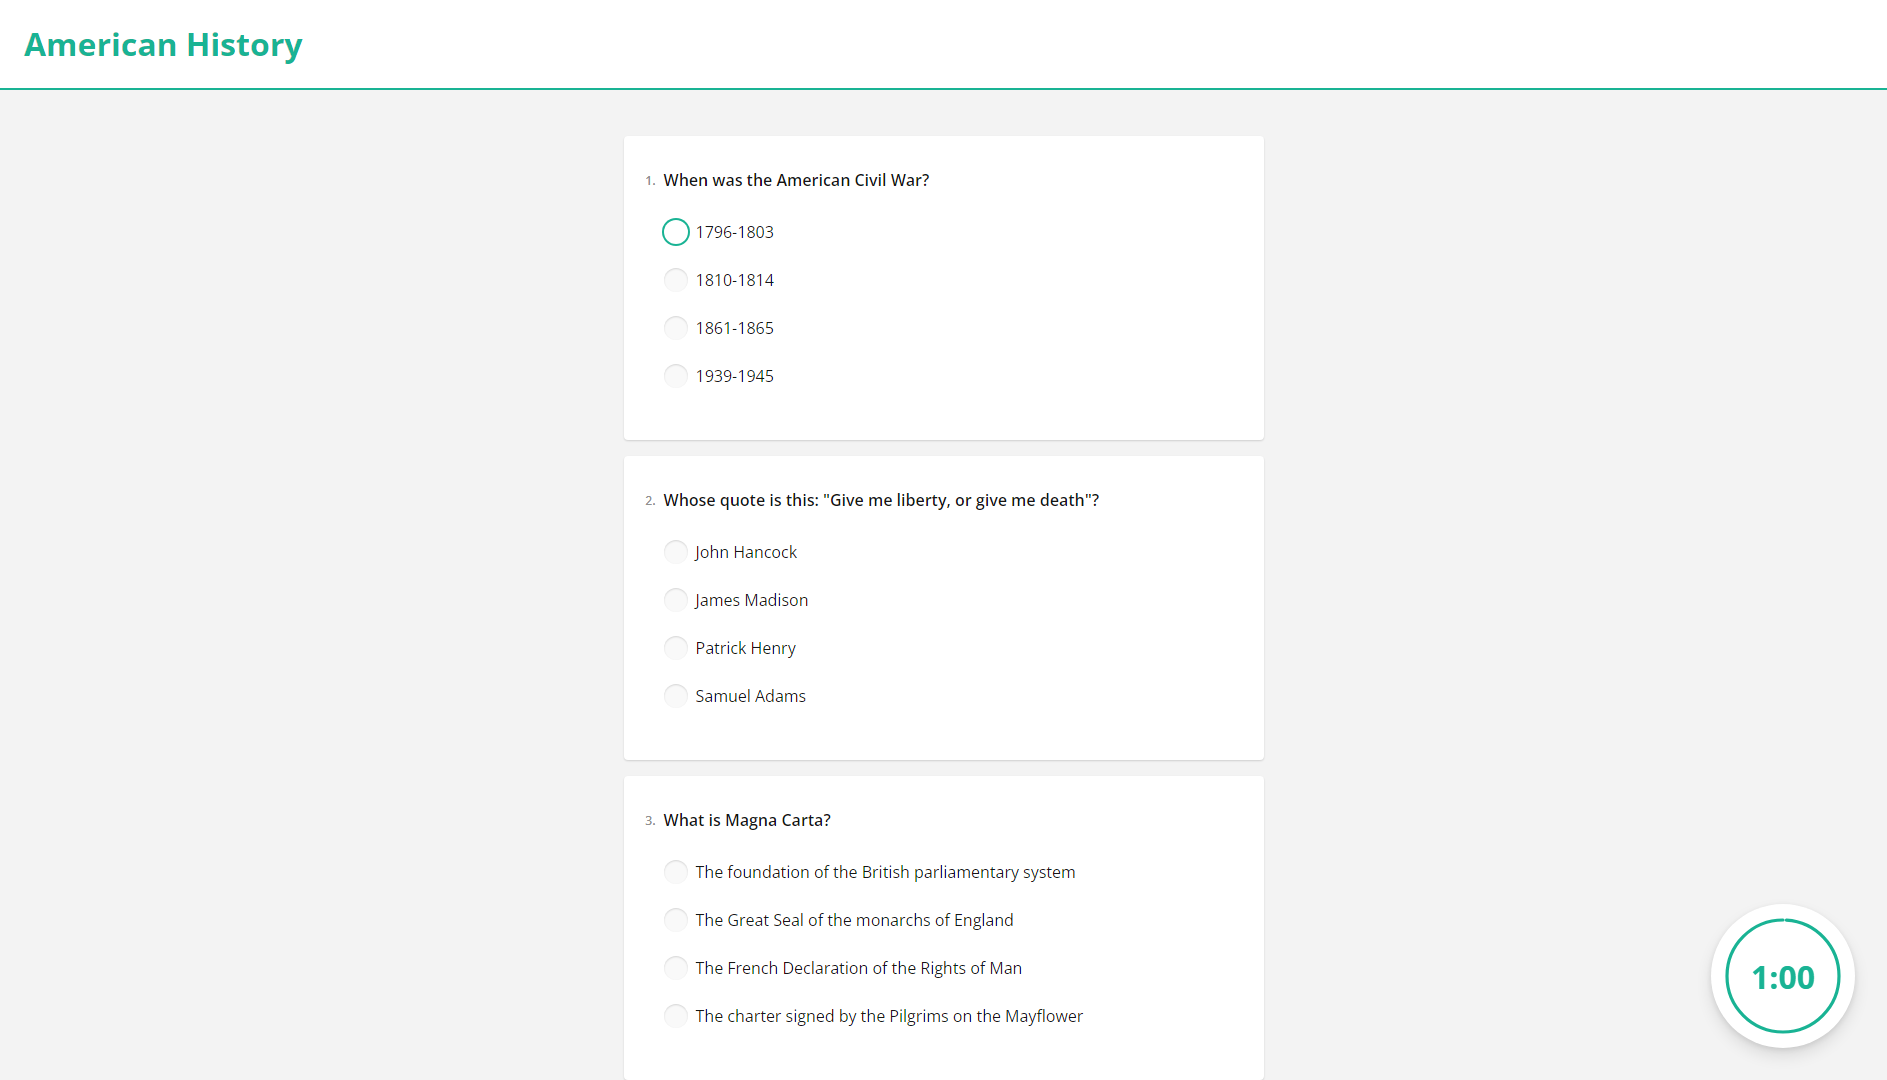 American History
1. When was the American Civil War?
1796-1803
1810-1814
1861-1865
1939-1945
2. Whose quote is this: "Give me liberty, or give me death"?
John Hancock
James Madison
Patrick Henry
Samuel Adams
3. What is Magna Carta?
The foundation of the British parliamentary system
The Great Seal of the monarchs of England
The French Declaration of the Rights of Man
The charter signed by the Pilgrims on the Mayflower
1:00